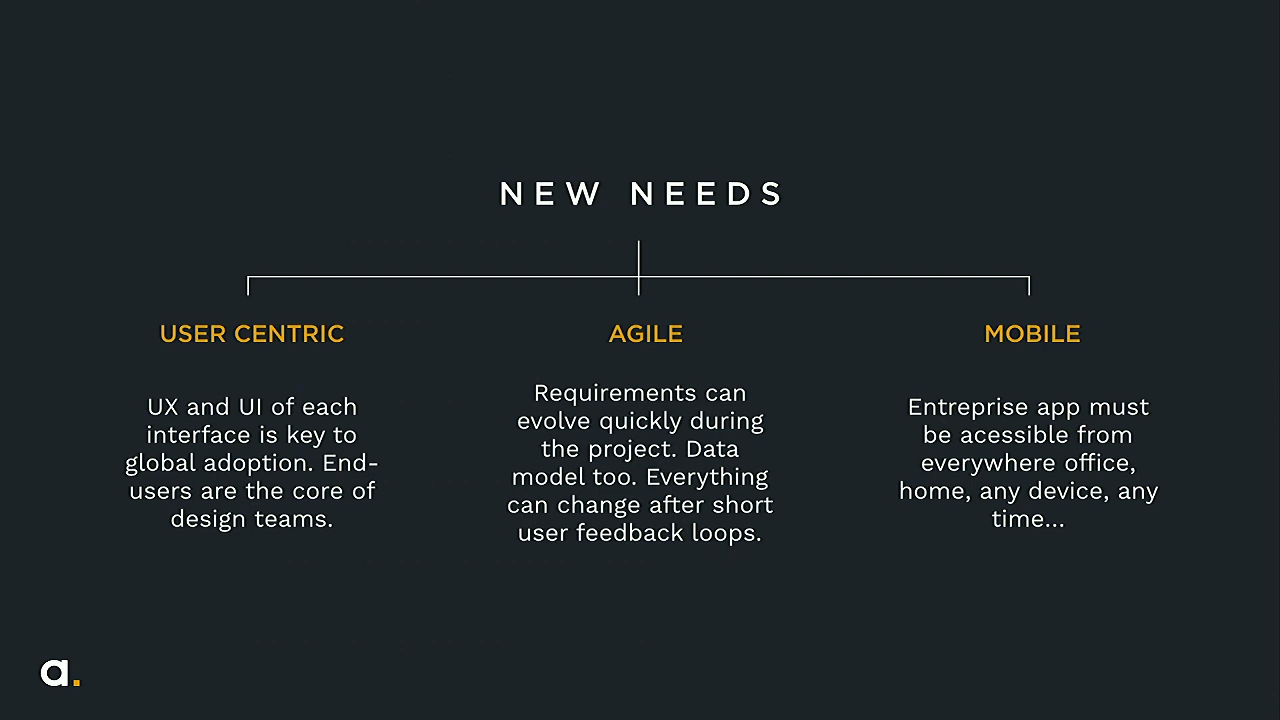 NEW NEEDS
USER CENTRIC
UX and UI of each
interface is key to
global adoption. End-
users are the core of
design teams.
AGILE
Requirements can
evolve quickly during
the project. Data
model too. Everything
can change after short
user feedback loops.
MOBILE
Entreprise app must
be acessible from
everywhere office,
home, any device, any
time...
a.